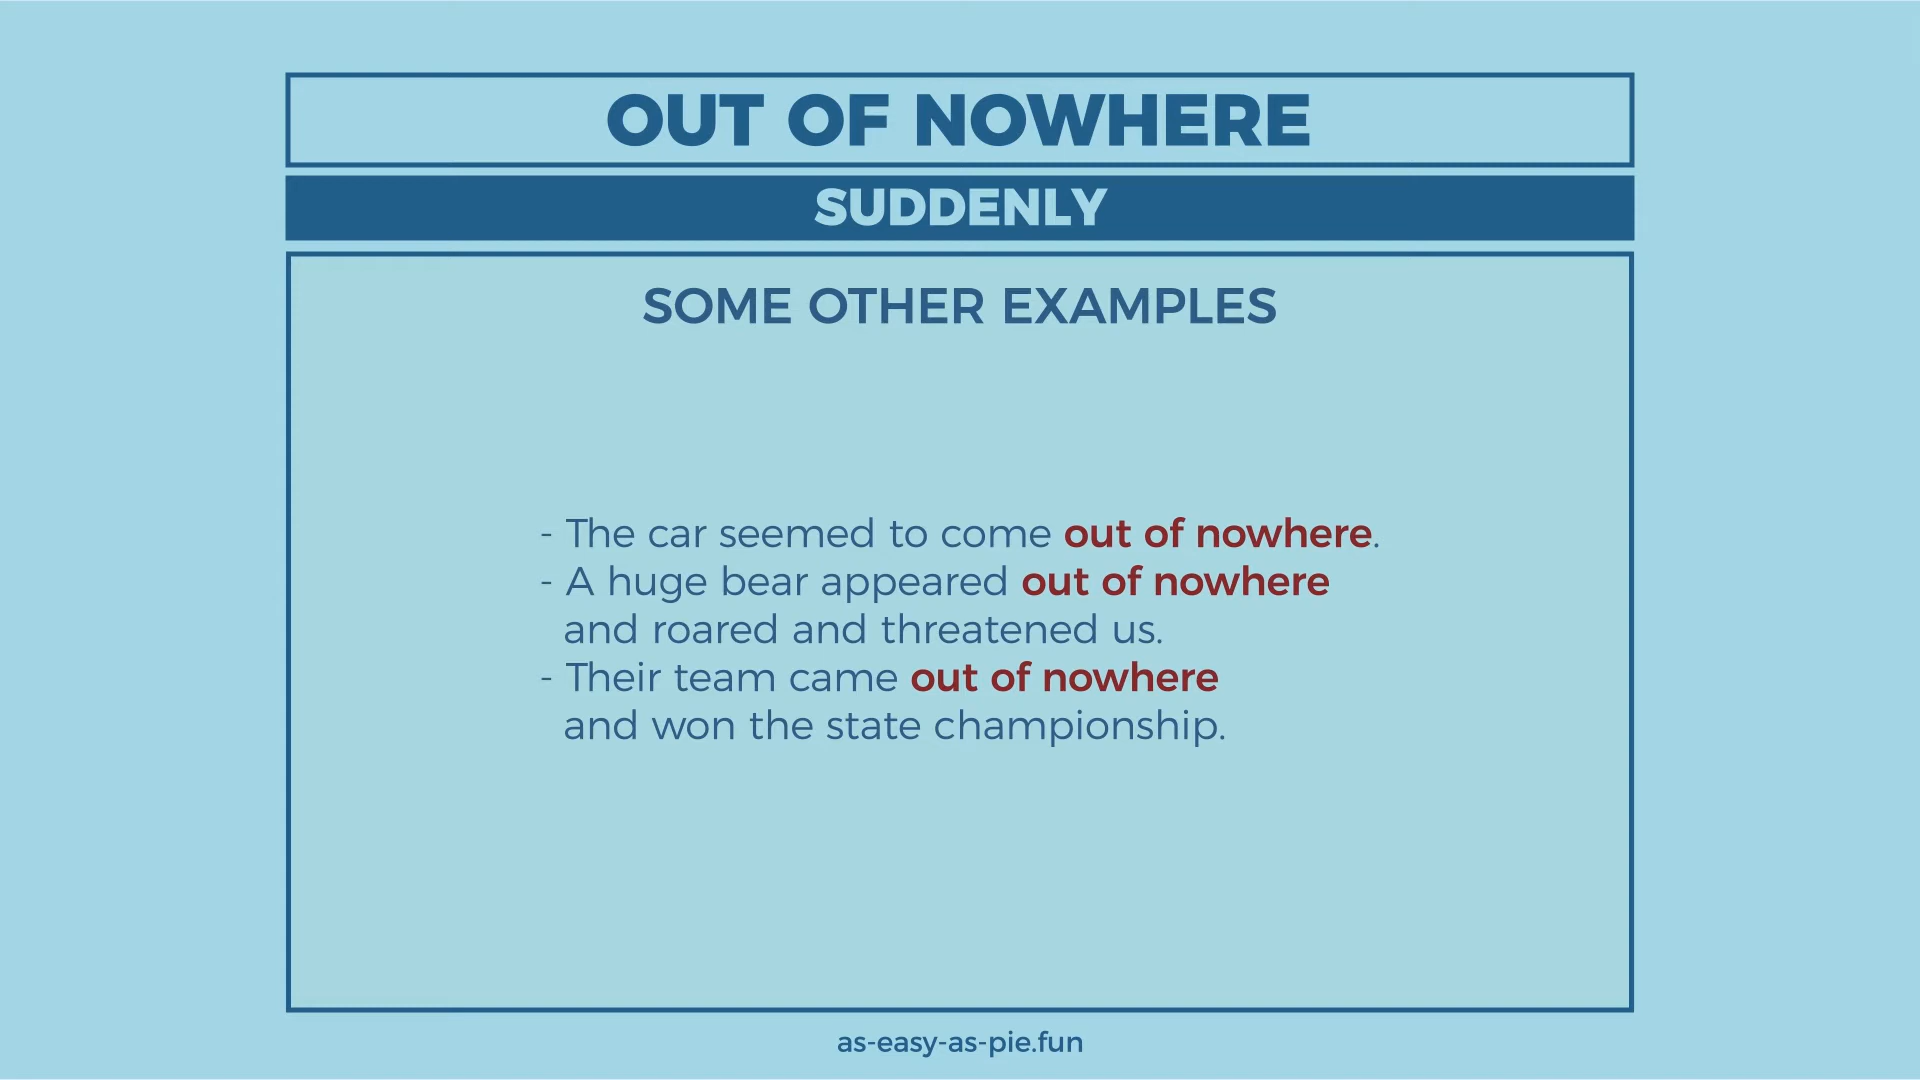 OUT OF NOWHERE
SUDDENLY
SOME OTHER EXAMPLES
- The car seemed to come out of nowhere.
- A huge bear appeared out of nowhere
and roared and threatened us.
- Their team came out of nowhere
and won the state championship.
as-easy-as-pie.fun